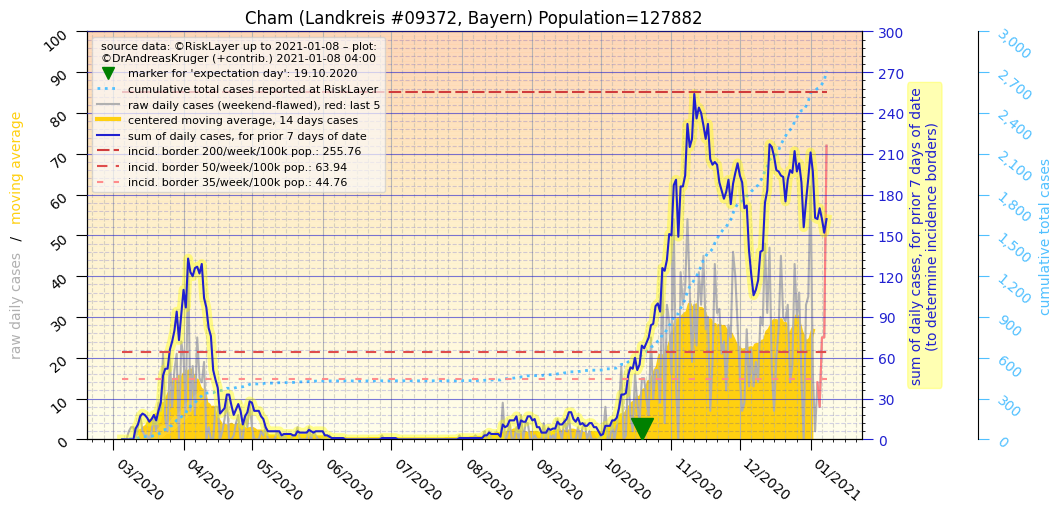 Cham (Landkreis #09372, Bayern) Population=127882
source data: ©RiskLayer up to 2021-01-08 – plot:
©DrAndreasKruger (+contrib.) 2021-01-08 04:00
marker for 'expectation day': 19.10.2020
cumulative total cases reported at RiskLayer
raw daily cases (weekend-flawed), red: last 5
centered moving average, 14 days cases
sum of daily cases, for prior 7 days of date
incid. border 200/week/100k pop.: 255.76
incid. border 50/week/100k pop.: 63.94
incid. border 35/week/100k pop.: 44.76
raw daily cases / moving average
100
90
80
70
60
50
40
30
20
10
0
03/2020
04/2020
05/2020
06/2020
07/2020
08/2020
09/2020
10/2020
11/2020
12/2020
01/2021
300
270
240
210
180
150
120
90
60
30
0
sum of daily cases, for prior 7 days of date
(to determine incidence borders)
3,000
2,700
2,400
2,100
1,800
1,500
1,200
900
600
300
0
cumulative total cases